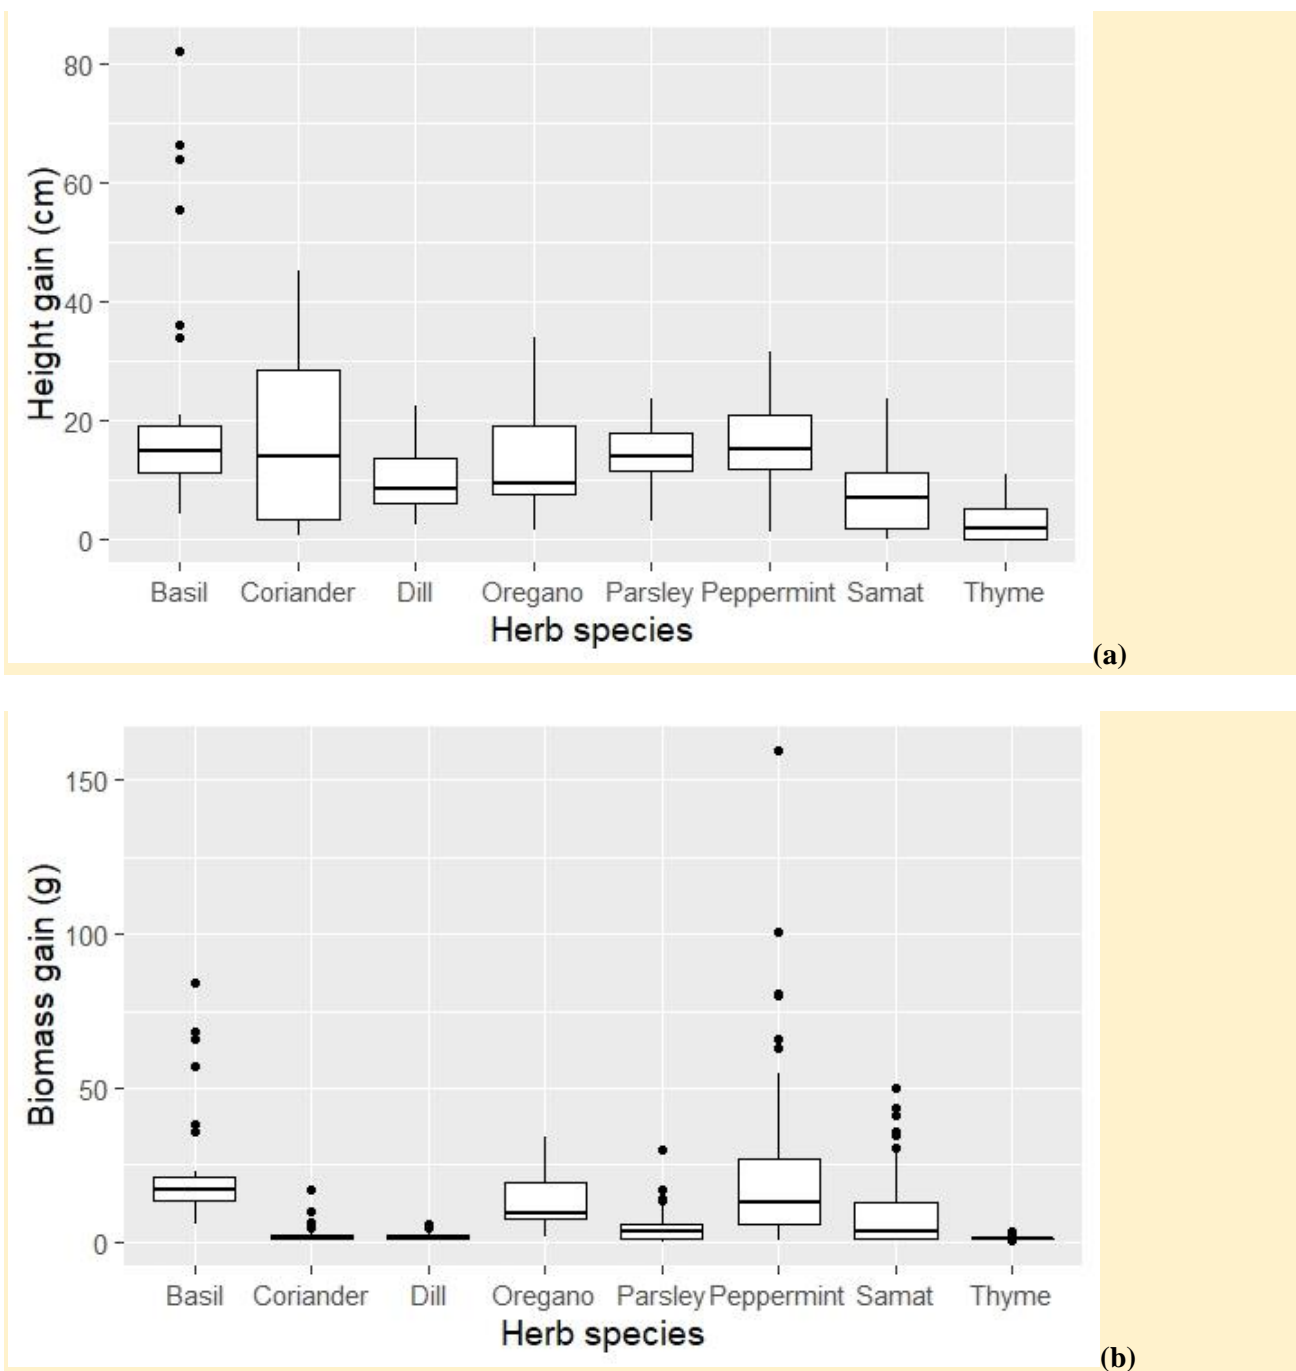 80
60
40
20
0
Height gain (cm)
Basil Coriander Dill Oregano Parsley Peppermint Samat Thyme
Herb species
(a)
150
100
50
0
Biomass gain (g)
Basil Coriander Dill Oregano Parsley Peppermint Samat Thyme
Herb species
(b)